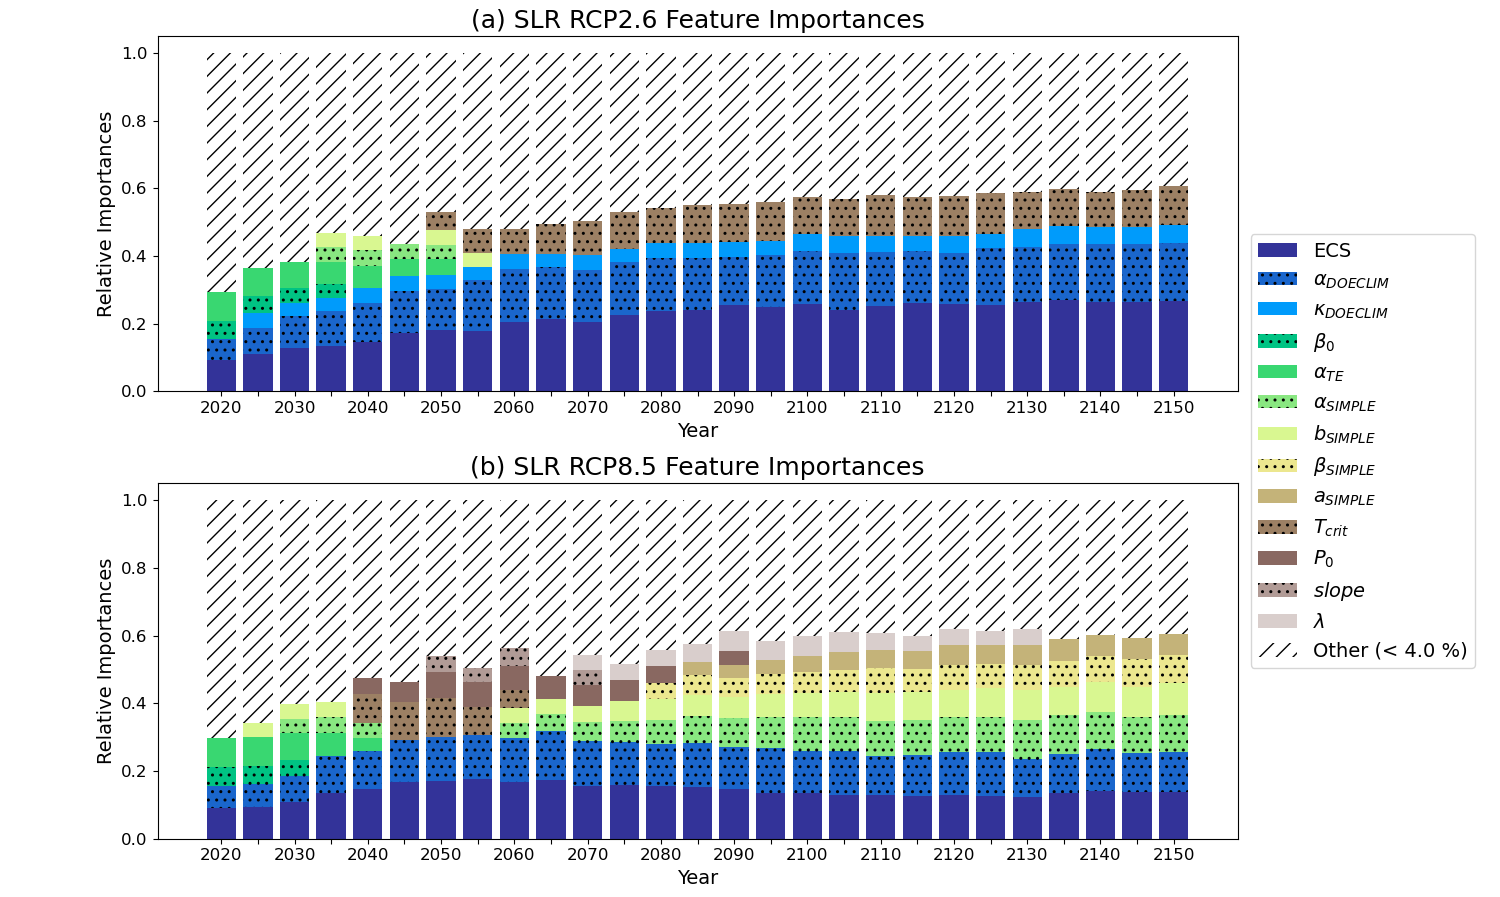 (a) SLR RCP2.6 Feature Importances
1.0
0.8
0.6
0.4
0.2
0.0
Relative Importances
2020 2030 2040 2050 2060 2070 2080 2090 2100 2110 2120 2130 2140 2150
Year
(b) SLR RCP8.5 Feature Importances
1.0
0.8
0.6
0.4
0.2
0.0
Relative Importances
2020 2030 2040 2050 2060 2070 2080 2090 2100 2110 2120 2130 2140 2150
Year
ECS
α_DOECLIM
κ_DOECLIM
β_0
α_TE
α_SIMPLE
b_SIMPLE
β_SIMPLE
a_SIMPLE
T_crit
P_0
slope
λ
Other (< 4.0 %)